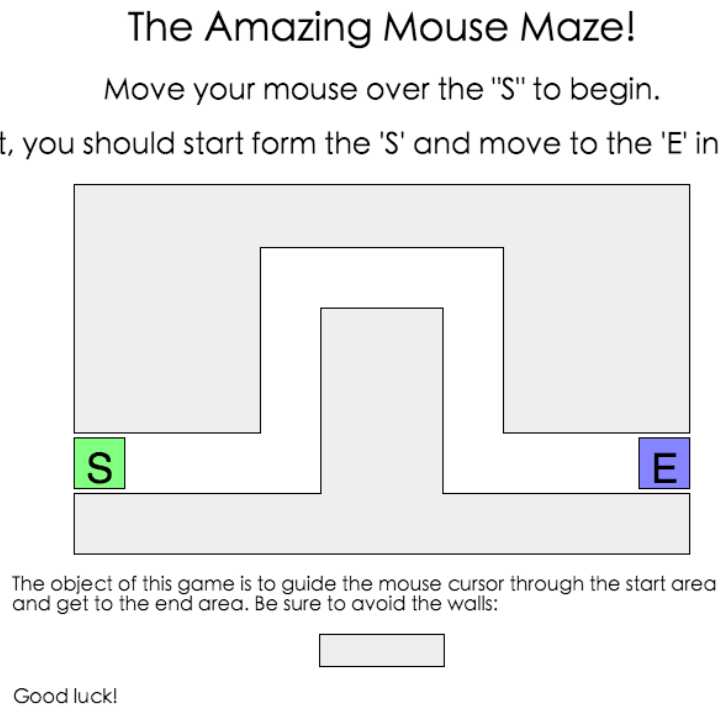 The Amazing Mouse Maze!
Move your mouse over the "S" to begin.
t, you should start form the 'S' and move to the 'E' in
S
E
The object of this game is to guide the mouse cursor through the start area
and get to the end area. Be sure to avoid the walls:
Good luck!